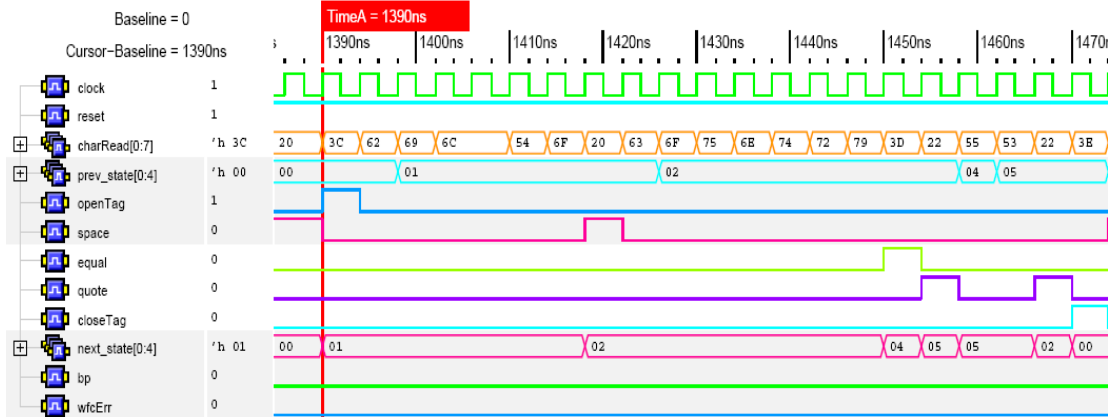 Baseline = 0
TimeA = 1390ns
Cursor-Baseline = 1390ns
1390ns 1400ns 1410ns 1420ns 1430ns 1440ns 1450ns 1460ns 1470
clock 1
reset 1
charRead[0:7] 'h 3C 20 3C 62 69 6C 54 6F 20 63 6F 75 6E 74 72 79 3D 22 55 53 22 3E
prev_state[0:4] 'h 00 00 01 02 04 05
openTag 1
space 0
equal 0
quote 0
closeTag 0
next_state[0:4] 'h 01 00 01 02 04 05 05 02 00
bp 0
wfcErr 0